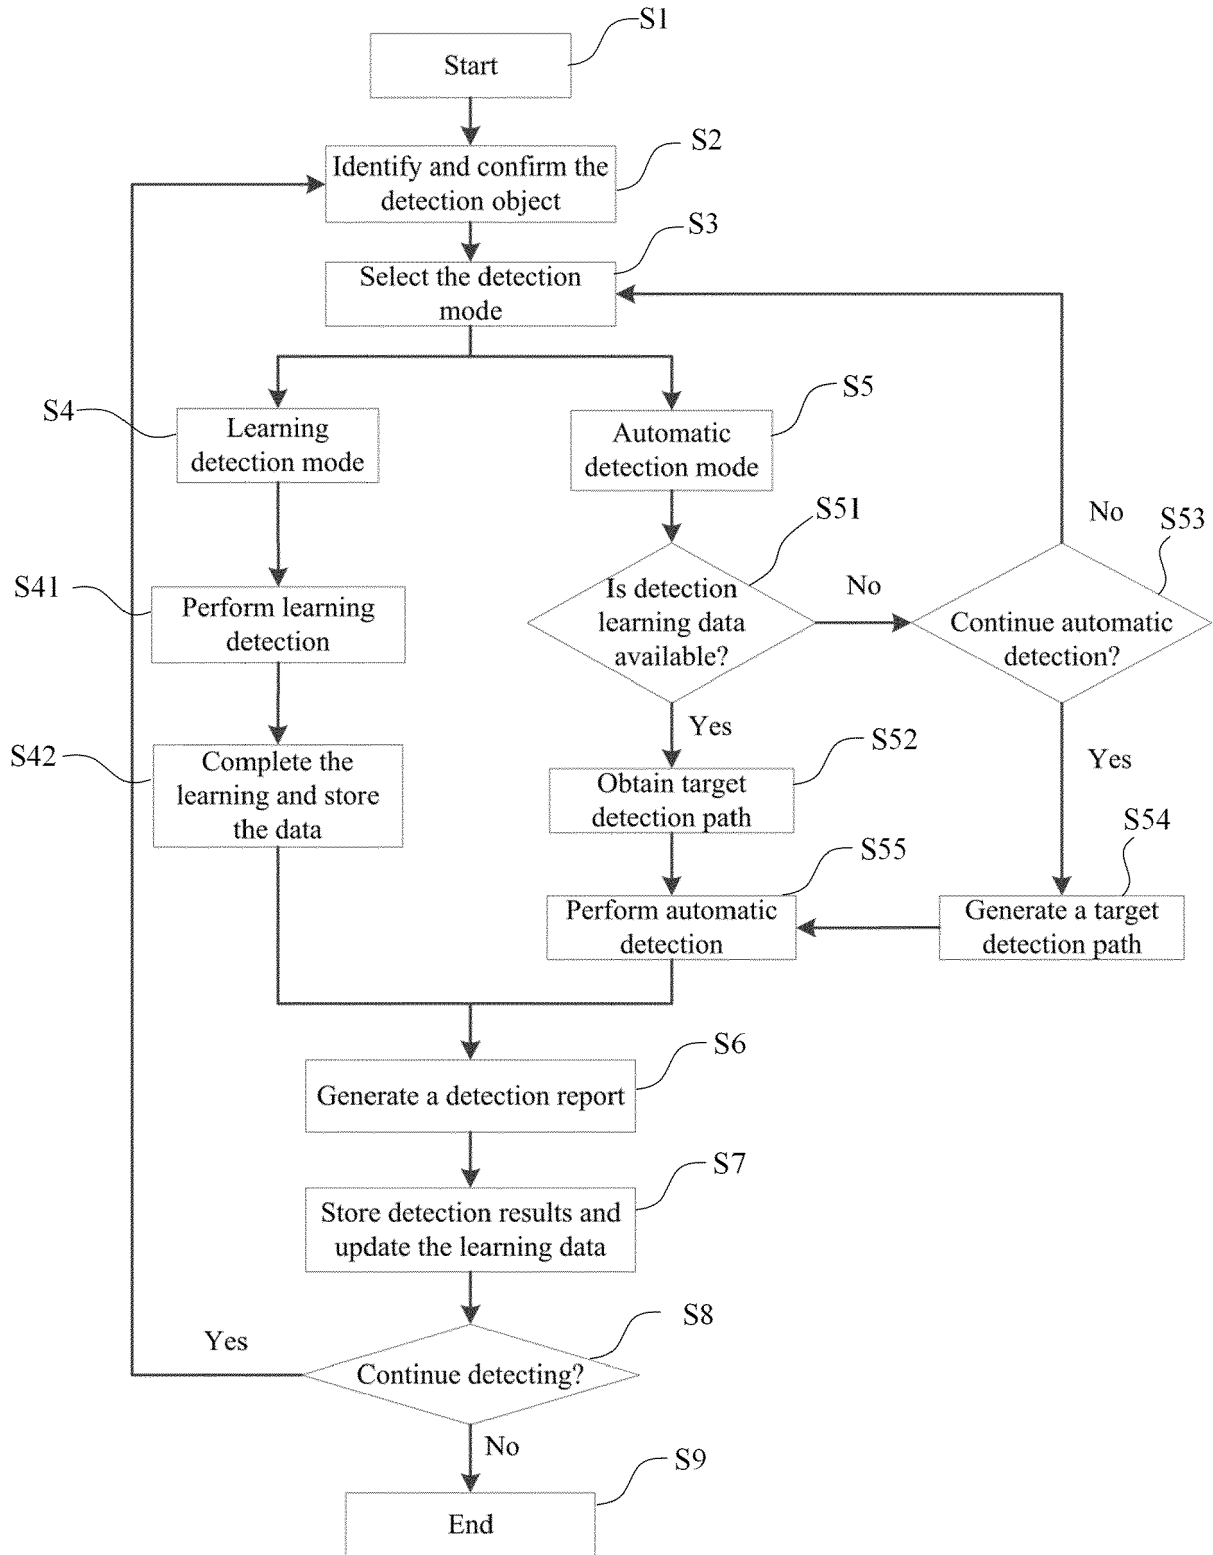 S1
Start
S2
Identify and confirm the
detection object
S3
Select the detection
mode
S4
Learning
detection mode
S5
Automatic
detection mode
S51
Is detection
learning data
available?
No
No
S53
Continue automatic
detection?
S41
Perform learning
detection
Yes
S52
Obtain target
detection path
Yes
S42
Complete the
learning and store
the data
S55
Perform automatic
detection
S54
Generate a target
detection path
S6
Generate a detection report
S7
Store detection results and
update the learning data
S8
Yes
Continue detecting?
No
S9
End